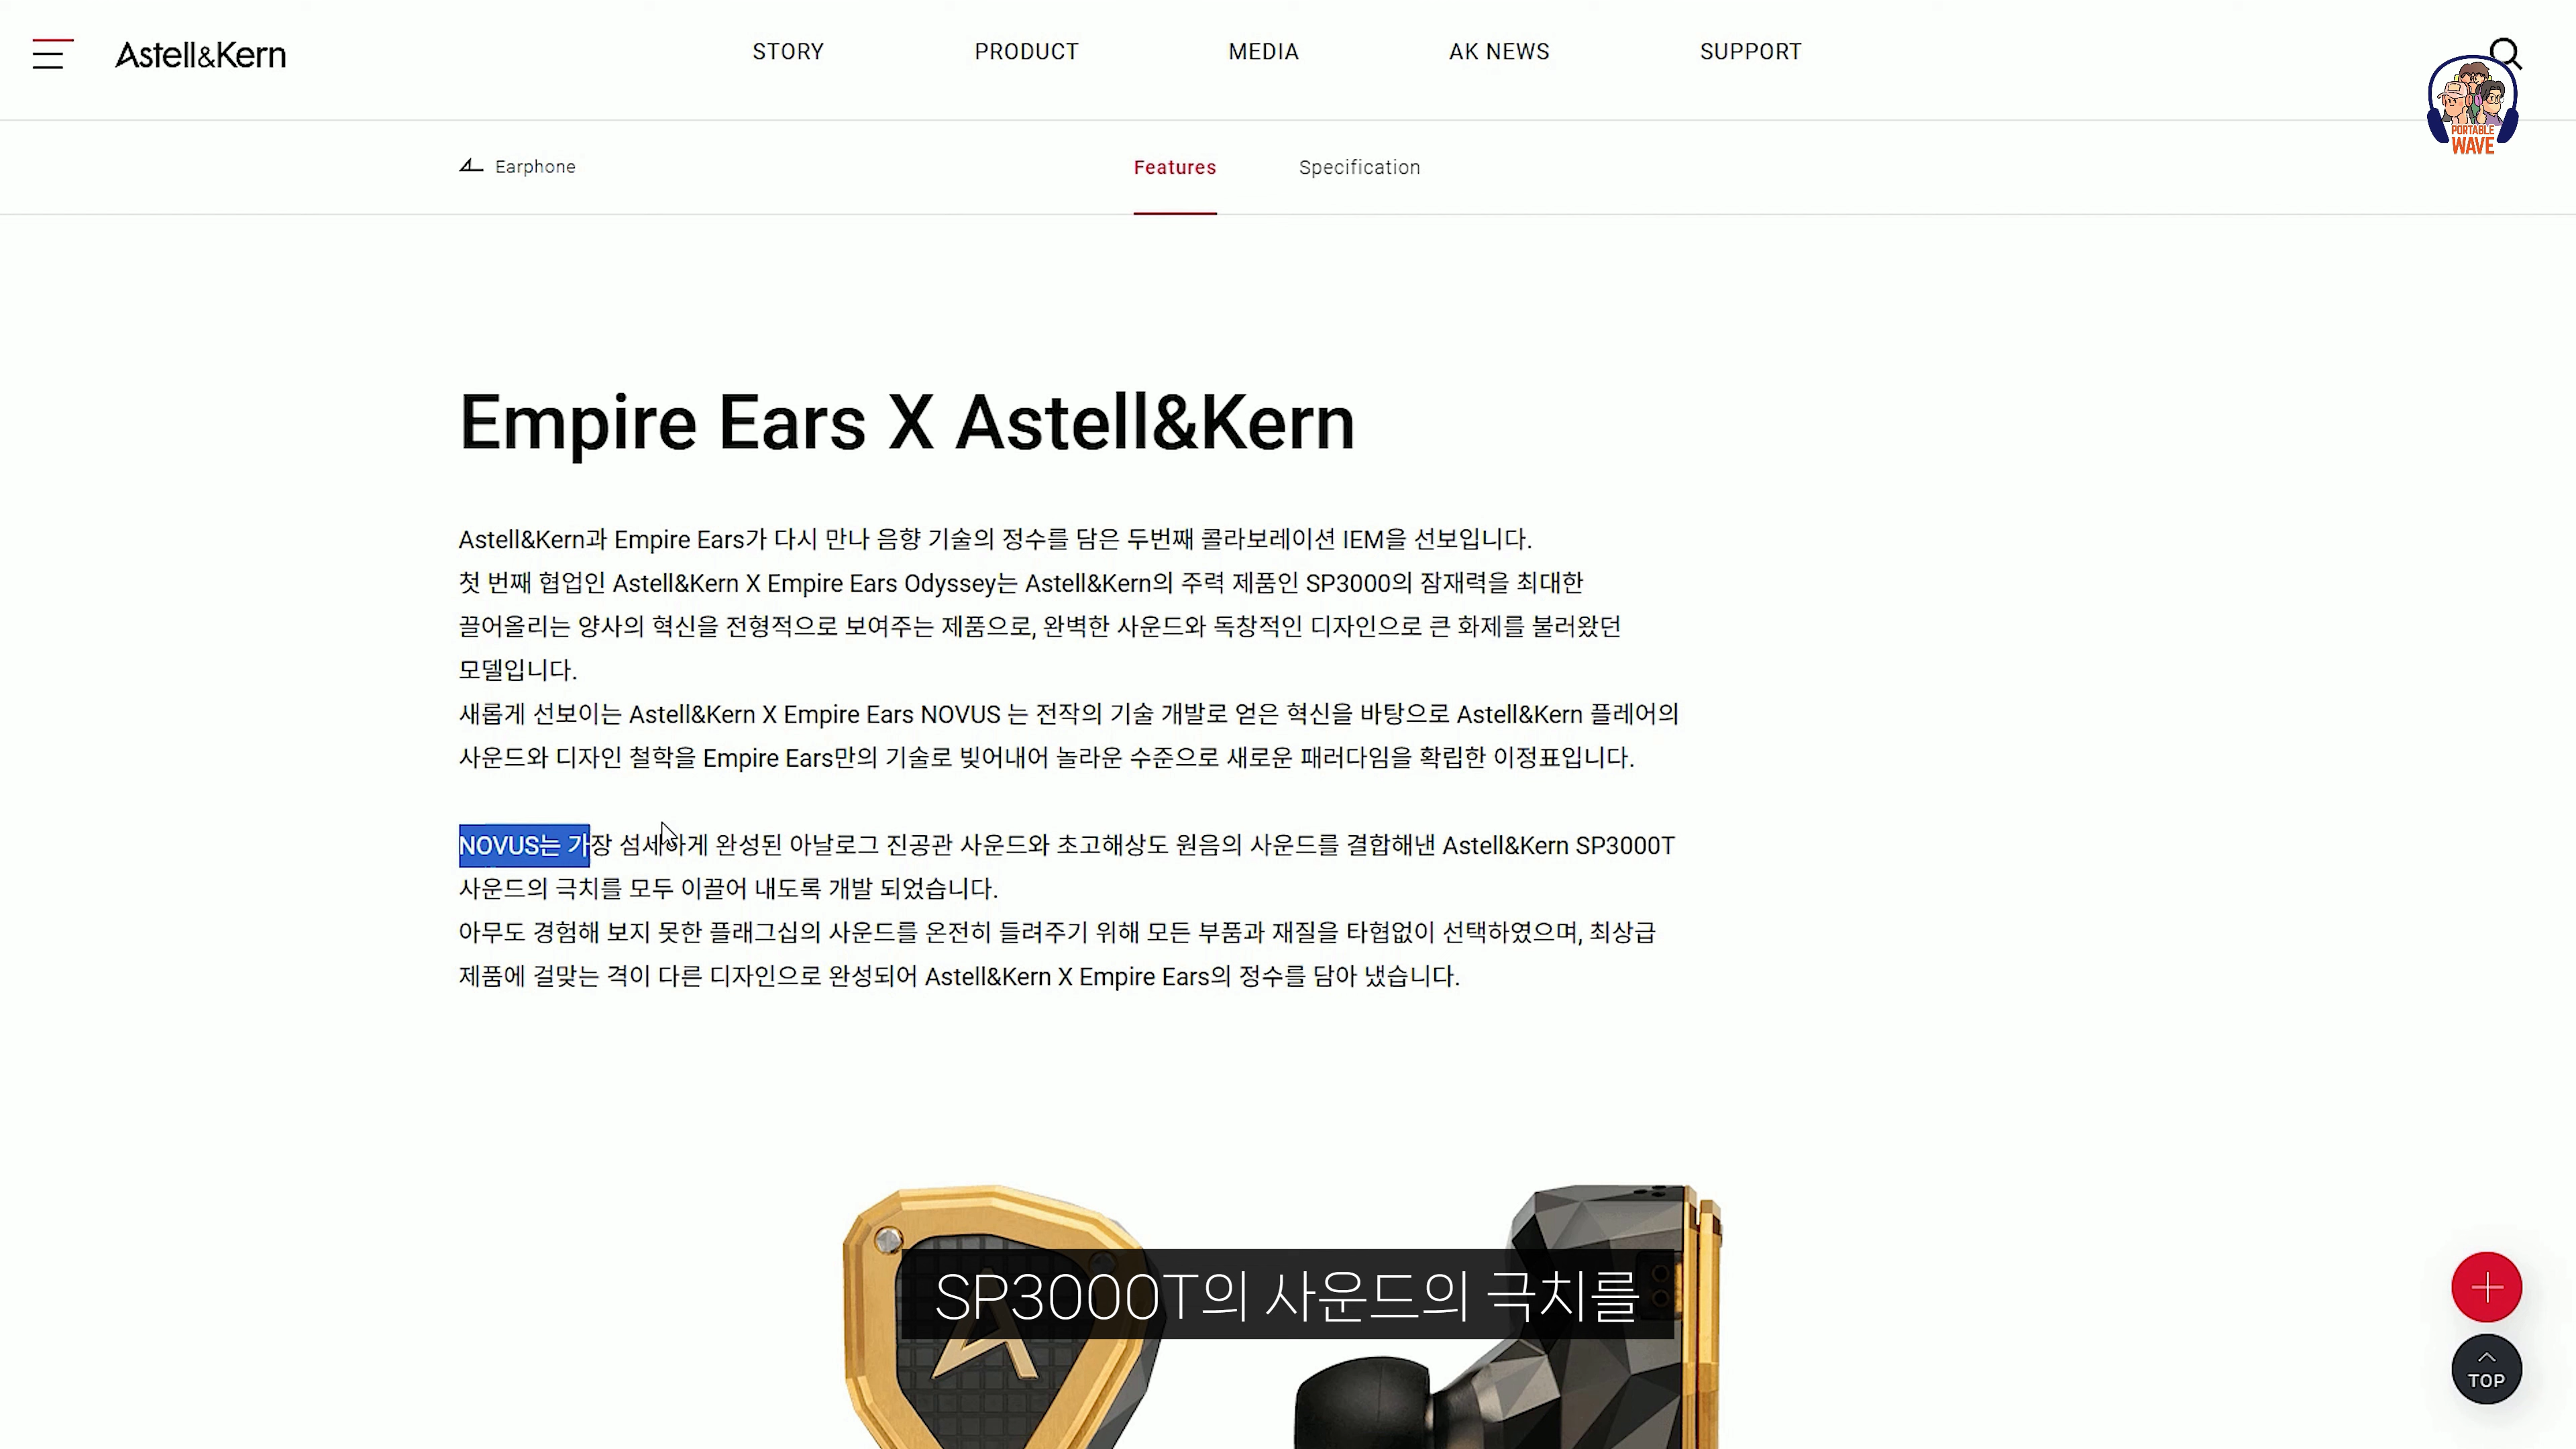 Astell&Kern
STORY
PRODUCT
MEDIA
AK NEWS
SUPPORT
PORTABLE
WAVE
Earphone
Features
Specification
Empire Ears X Astell&Kern
Astell&Kern과 Empire Ears가 다시 만나 음향 기술의 정수를 담은 두번째 콜라보레이션 IEM을 선보입니다.
첫 번째 협업인 Astell&Kern X Empire Ears Odyssey는 Astell&Kern의 주력 제품인 SP3000의 잠재력을 최대한
끌어올리는 양사의 혁신을 전형적으로 보여주는 제품으로, 완벽한 사운드와 독창적인 디자인으로 큰 화제를 불러왔던
모델입니다.
새롭게 선보이는 Astell&Kern X Empire Ears NOVUS 는 전작의 기술 개발로 얻은 혁신을 바탕으로 Astell&Kern 플레어의
사운드와 디자인 철학을 Empire Ears만의 기술로 빚어내어 놀라운 수준으로 새로운 패러다임을 확립한 이정표입니다.
NOVUS는 가장 섬세하게 완성된 아날로그 진공관 사운드와 초고해상도 원음의 사운드를 결합해낸 Astell&Kern SP3000T
사운드의 극치를 모두 이끌어 내도록 개발 되었습니다.
아무도 경험해 보지 못한 플래그십의 사운드를 온전히 들려주기 위해 모든 부품과 재질을 타협없이 선택하였으며, 최상급
제품에 걸맞는 격이 다른 디자인으로 완성되어 Astell&Kern X Empire Ears의 정수를 담아 냈습니다.
SP3000T의 사운드의 극치를
TOP